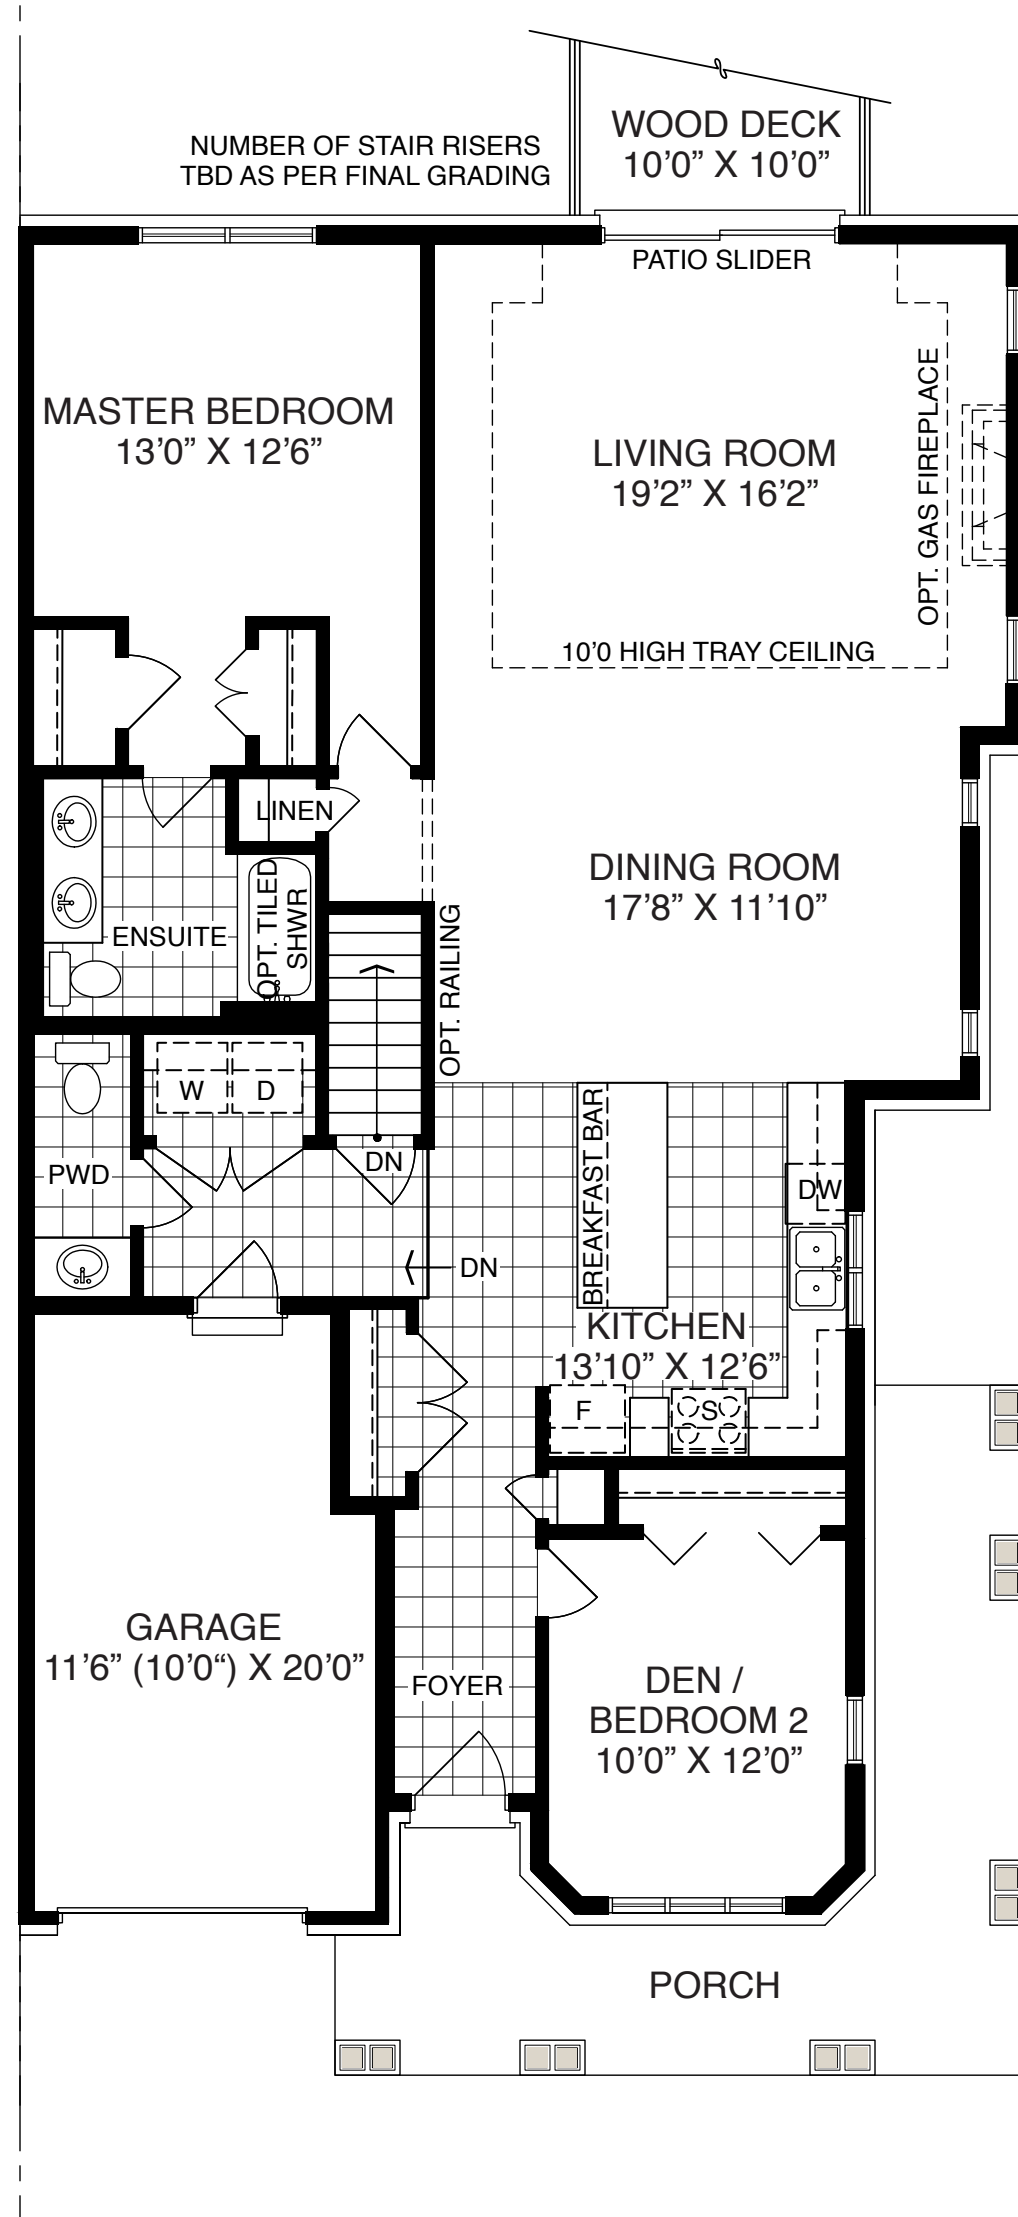 WOOD DECK
10’0” X 10’0”
NUMBER OF STAIR RISERS
TBD AS PER FINAL GRADING
PATIO SLIDER
MASTER BEDROOM
13’0” X 12’6”
LIVING ROOM
19’2” X 16’2”
OPT. GAS FIREPLACE
10’0 HIGH TRAY CEILING
LINEN
DINING ROOM
17’8” X 11’10”
OPT. TILED
SHWR
ENSUITE
OPT. RAILING
W
D
PWD
DN
BREAKFAST BAR
DW
DN
KITCHEN
13’10” X 12’6”
F
S
GARAGE
11’6” (10’0“) X 20’0”
FOYER
DEN /
BEDROOM 2
10’0” X 12’0”
PORCH